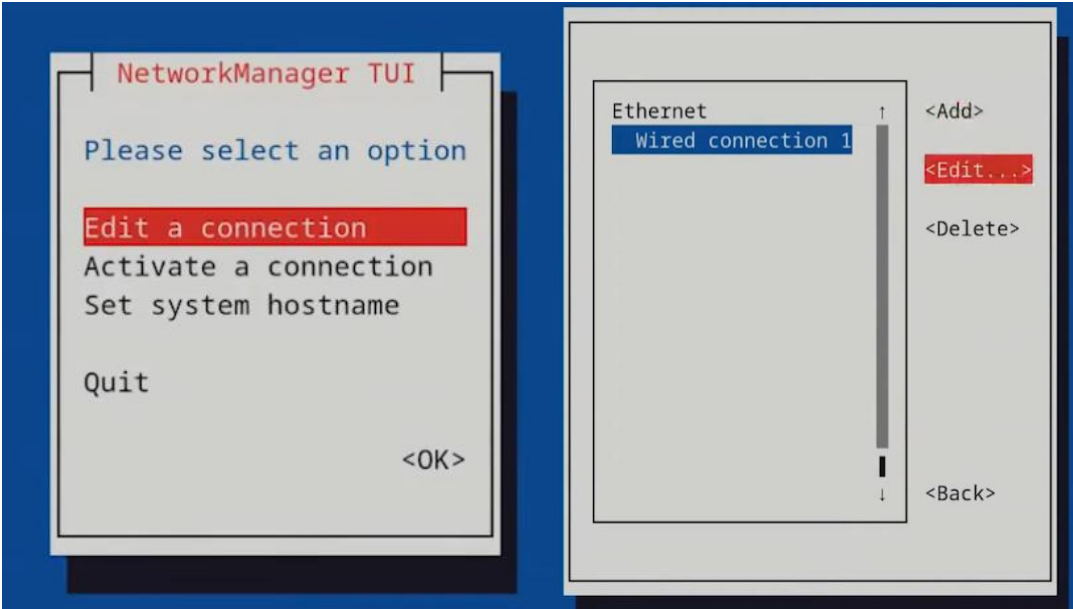 NetworkManager TUI
Please select an option
Edit a connection
Activate a connection
Set system hostname
Quit
<OK>
Ethernet ↑
Wired connection 1
↓
<Add>
<Edit...>
<Delete>
<Back>